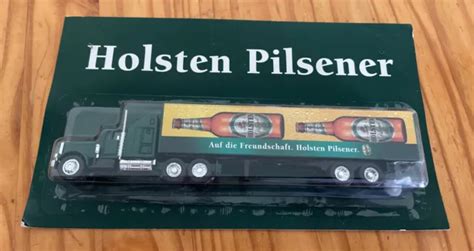 Holsten Pilsener
Auf die Freundschaft. Holsten Pilsener.